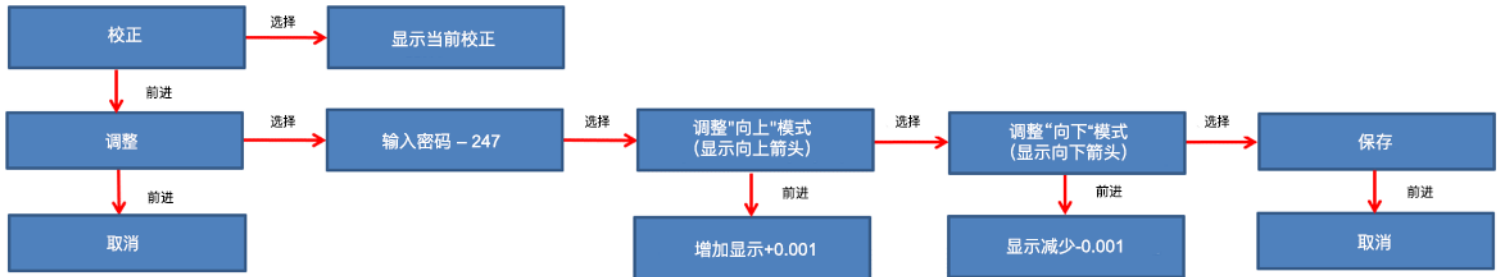 校正
选择
显示当前校正
前进
调整
选择
输入密码 – 247
选择
调整"向上"模式
(显示向上箭头)
选择
调整“向下"模式
(显示向下箭头)
选择
保存
前进
前进
前进
前进
取消
增加显示+0.001
显示减少-0.001
取消